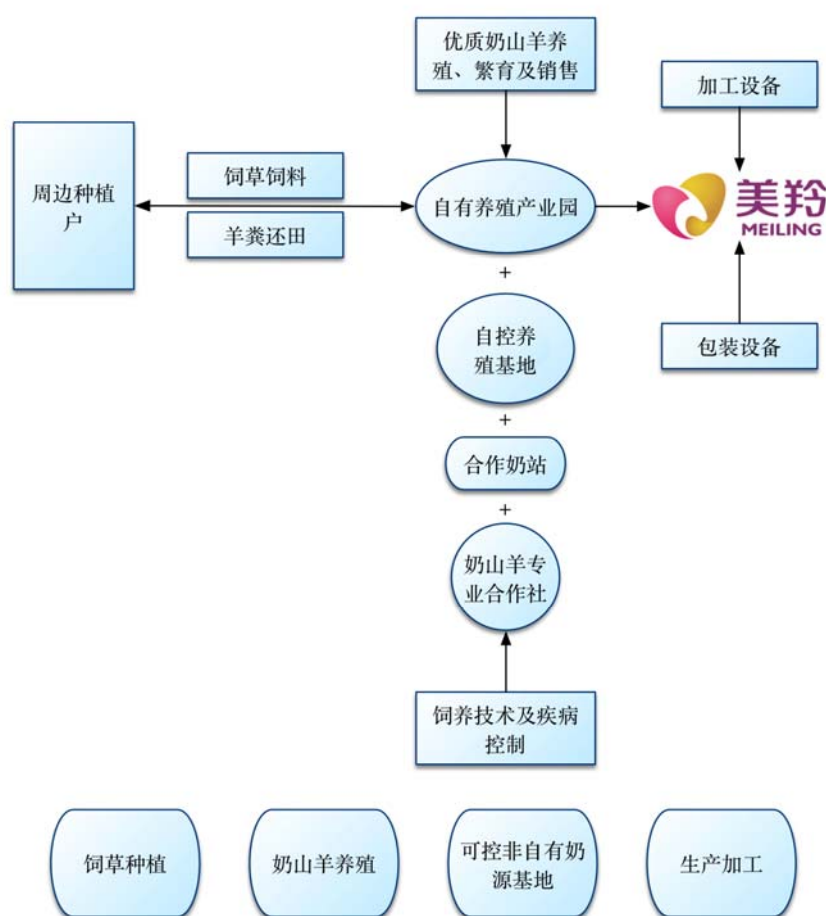 优质奶山羊养
殖、繁育及销售
加工设备
周边种植
户
饲草饲料
羊粪还田
自有养殖产业园
美羚
MEILING
+
自控养
殖基地
包装设备
+
合作奶站
+
奶山羊专
业合作社
饲养技术及疾病
控制
饲草种植
奶山羊养殖
可控非自有奶
源基地
生产加工